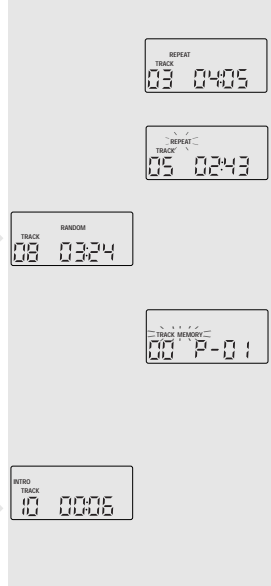 REPEAT
TRACK
03 04:05
REPEAT
TRACK
05 02:43
RANDOM
TRACK
08 03:24
TRACK MEMORY
00 P-01
INTRO
TRACK
10 00:06